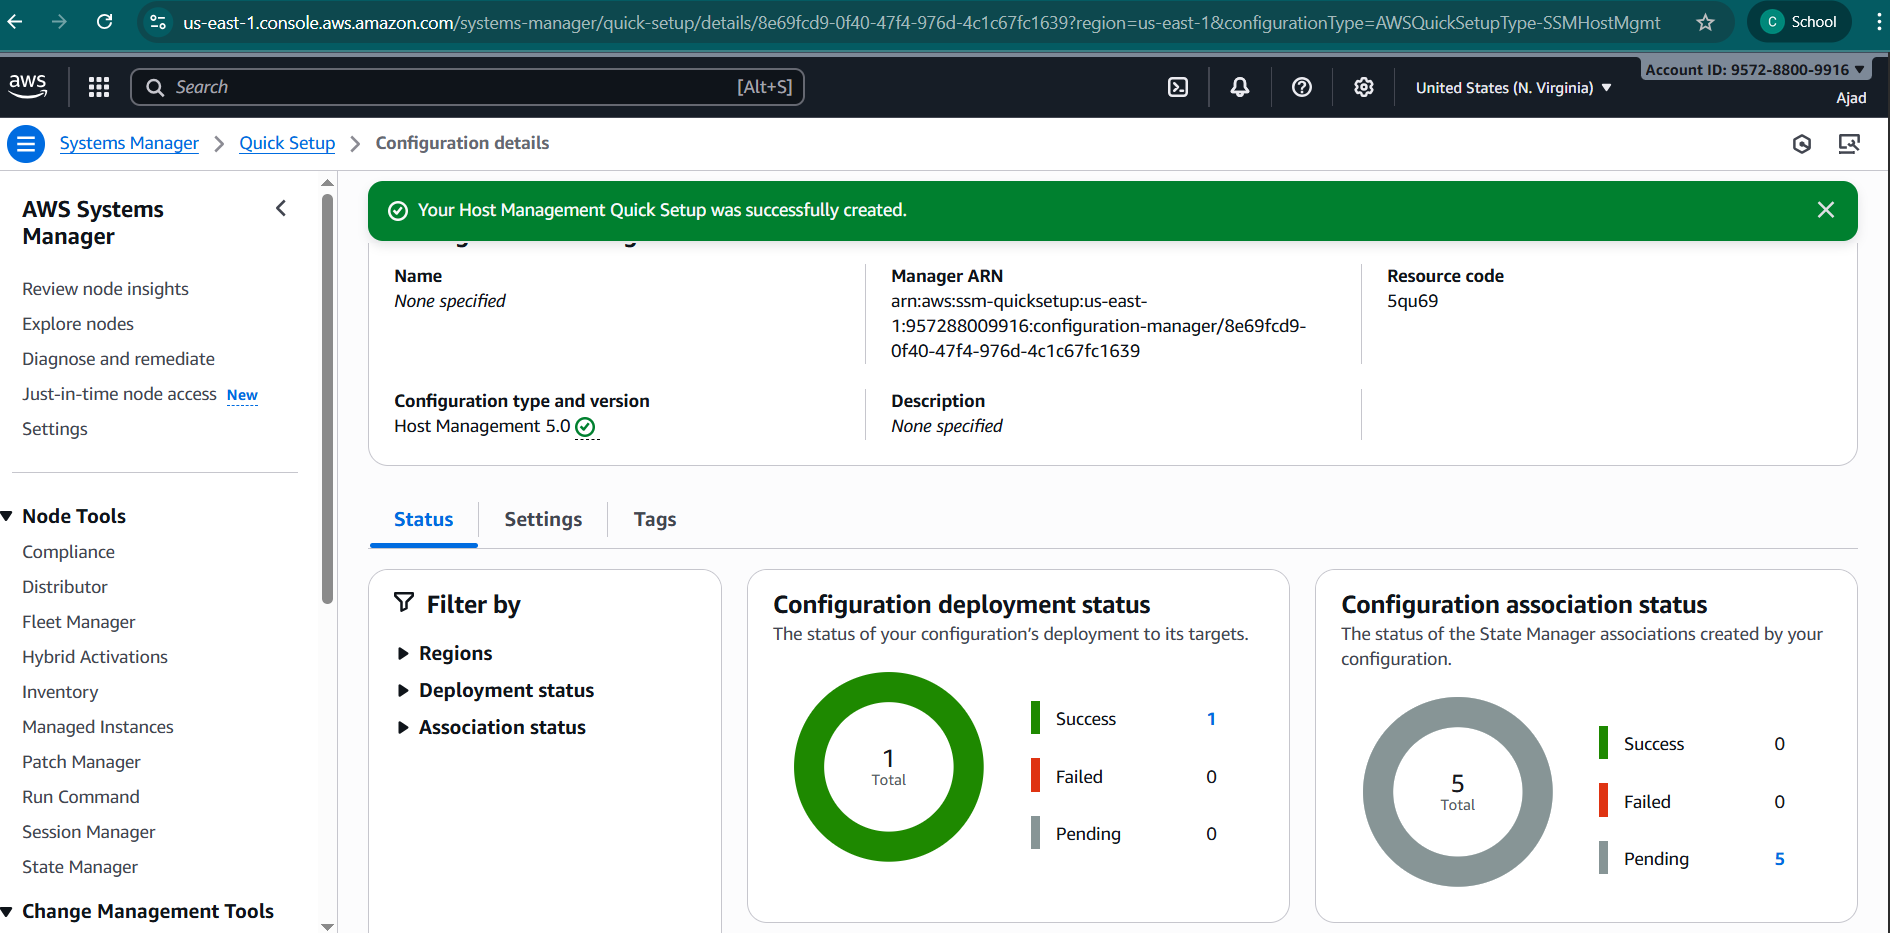 us-east-1.console.aws.amazon.com/systems-manager/quick-setup/details/8e69fcd9-0f40-47f4-976d-4c1c67fc1639?region=us-east-1&configurationType=AWSQuickSetupType-SSMHostMgmt
C School
aws
Search [Alt+S]
United States (N. Virginia)
Account ID: 9572-8800-9916
Ajad
Systems Manager
Quick Setup
Configuration details
AWS Systems
Manager
Review node insights
Explore nodes
Diagnose and remediate
Just-in-time node access New
Settings
Node Tools
Compliance
Distributor
Fleet Manager
Hybrid Activations
Inventory
Managed Instances
Patch Manager
Run Command
Session Manager
State Manager
Change Management Tools
Your Host Management Quick Setup was successfully created.
Name
None specified
Manager ARN
arn:aws:ssm-quicksetup:us-east-
1:957288009916:configuration-manager/8e69fcd9-
0f40-47f4-976d-4c1c67fc1639
Resource code
5qu69
Configuration type and version
Host Management 5.0
Description
None specified
Status
Settings
Tags
Filter by
Regions
Deployment status
Association status
Configuration deployment status
The status of your configuration’s deployment to its targets.
1
Total
Success 1
Failed 0
Pending 0
Configuration association status
The status of the State Manager associations created by your
configuration.
5
Total
Success 0
Failed 0
Pending 5